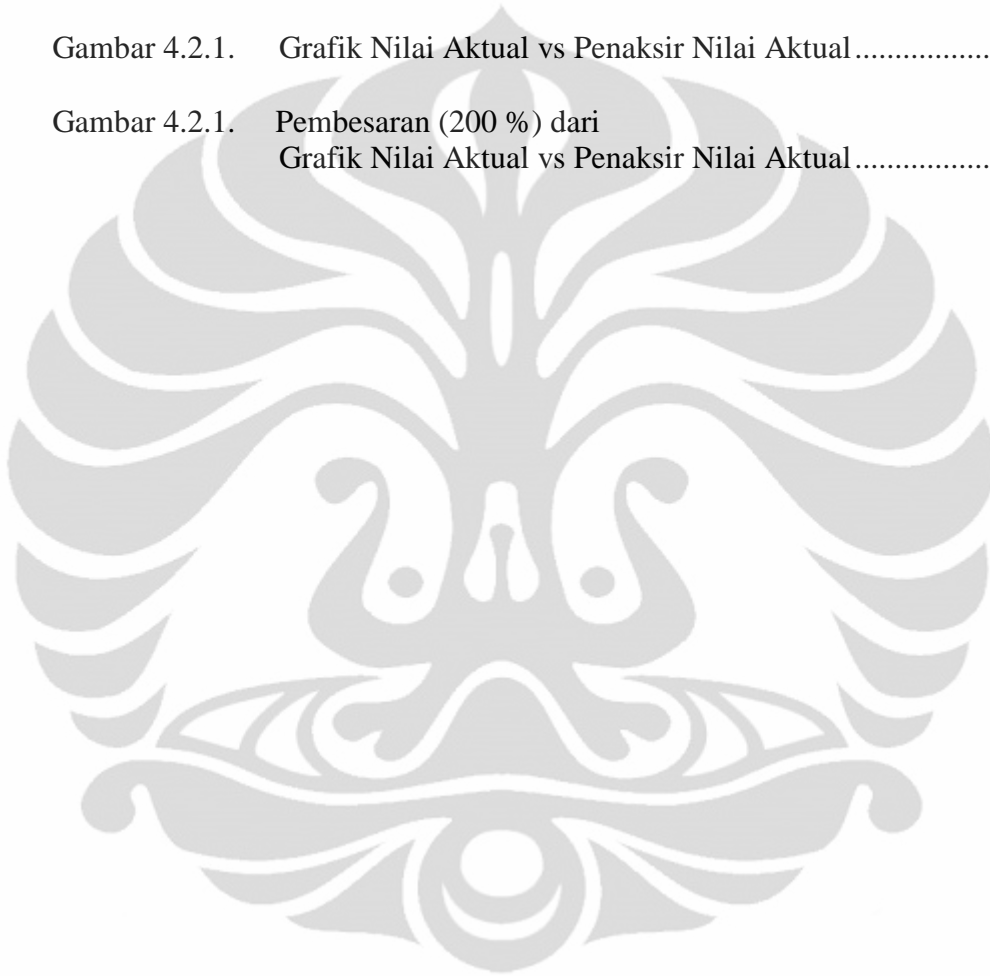 Gambar 4.2.1. Grafik Nilai Aktual vs Penaksir Nilai Aktual.................
Gambar 4.2.1. Pembesaran (200 %) dari
Grafik Nilai Aktual vs Penaksir Nilai Aktual.................